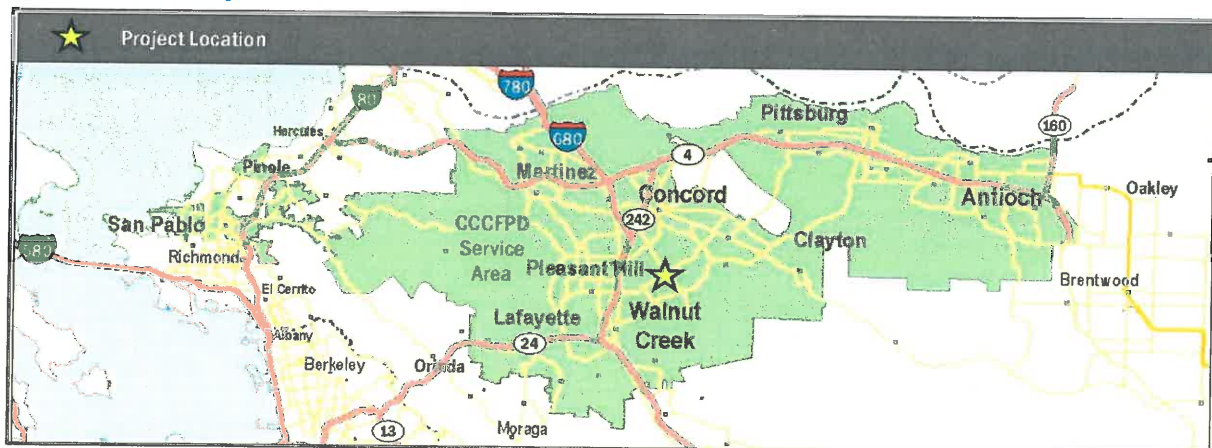 Project Location
780
80
Hercules
680
Pittsburg
160
4
Pinole
Martinez
Concord
Antioch
Oakley
San Pablo
242
CCCFPD
Service
Area
Clayton
580
Richmond
Pleasant Hill
Brentwood
El Cerrito
Lafayette
Walnut
Creek
Albany
24
Berkeley
Orinda
13
Moraga